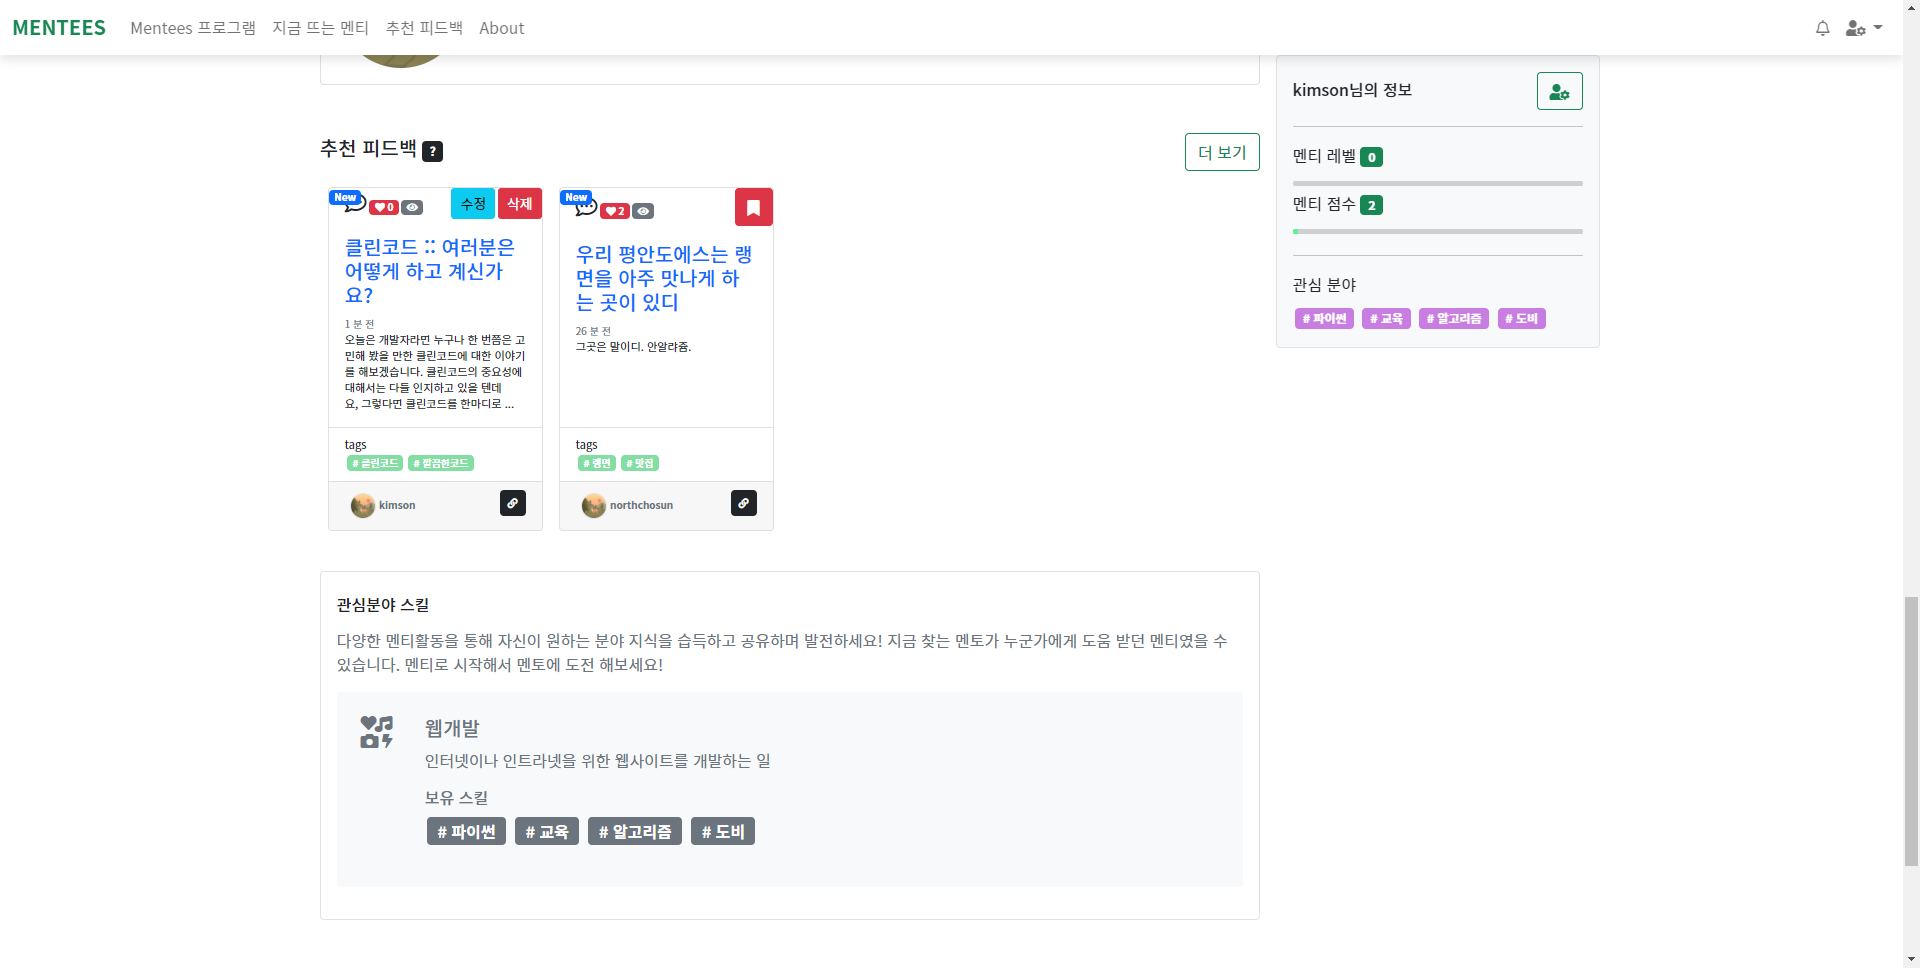 MENTEES Mentees 프로그램 지금 뜨는 멘티 추천 피드백 About
kimson님의 정보
멘티 레벨 0
멘티 점수 2
관심 분야
# 파이썬 # 교육 # 알고리즘 # 도비
추천 피드백 ?
더 보기
New 0 수정 삭제
클린코드 :: 여러분은
어떻게 하고 계신가
요?
1 분 전
오늘은 개발자라면 누구나 한 번쯤은 고
민해 봤을 만한 클린코드에 대한 이야기
를 해보겠습니다. 클린코드의 중요성에
대해서는 다들 인지하고 있을 텐데
요, 그렇다면 클린코드를 한마디로 ...
tags
# 클린코드 # 깔끔한코드
kimson
New 2
우리 평안도에스는 랭
면을 아주 맛나게 하
는 곳이 있디
26 분 전
그곳은 말이디. 안알랴쥼.
tags
# 랭면 # 맛집
northchosun
관심분야 스킬
다양한 멘티활동을 통해 자신이 원하는 분야 지식을 습득하고 공유하며 발전하세요! 지금 찾는 멘토가 누군가에게 도움 받던 멘티였을 수
있습니다. 멘티로 시작해서 멘토에 도전 해보세요!
웹개발
인터넷이나 인트라넷을 위한 웹사이트를 개발하는 일
보유 스킬
# 파이썬 # 교육 # 알고리즘 # 도비